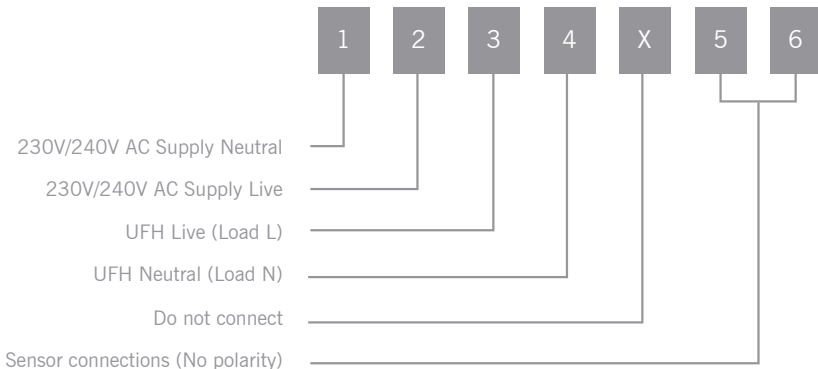 1 2 3 4 X 5 6
230V/240V AC Supply Neutral
230V/240V AC Supply Live
UFH Live (Load L)
UFH Neutral (Load N)
Do not connect
Sensor connections (No polarity)